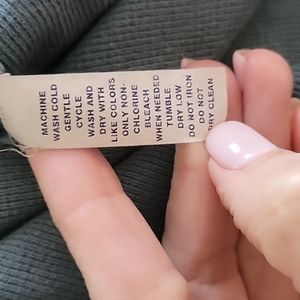 MACHINE
WASH COLD
GENTLE
CYCLE
WASH AND
DRY WITH
LIKE COLORS
ONLY NON-
CHLORINE
BLEACH
WHEN NEEDED
TUMBLE
DRY LOW
DO NOT IRON
DO NOT
DRY CLEAN